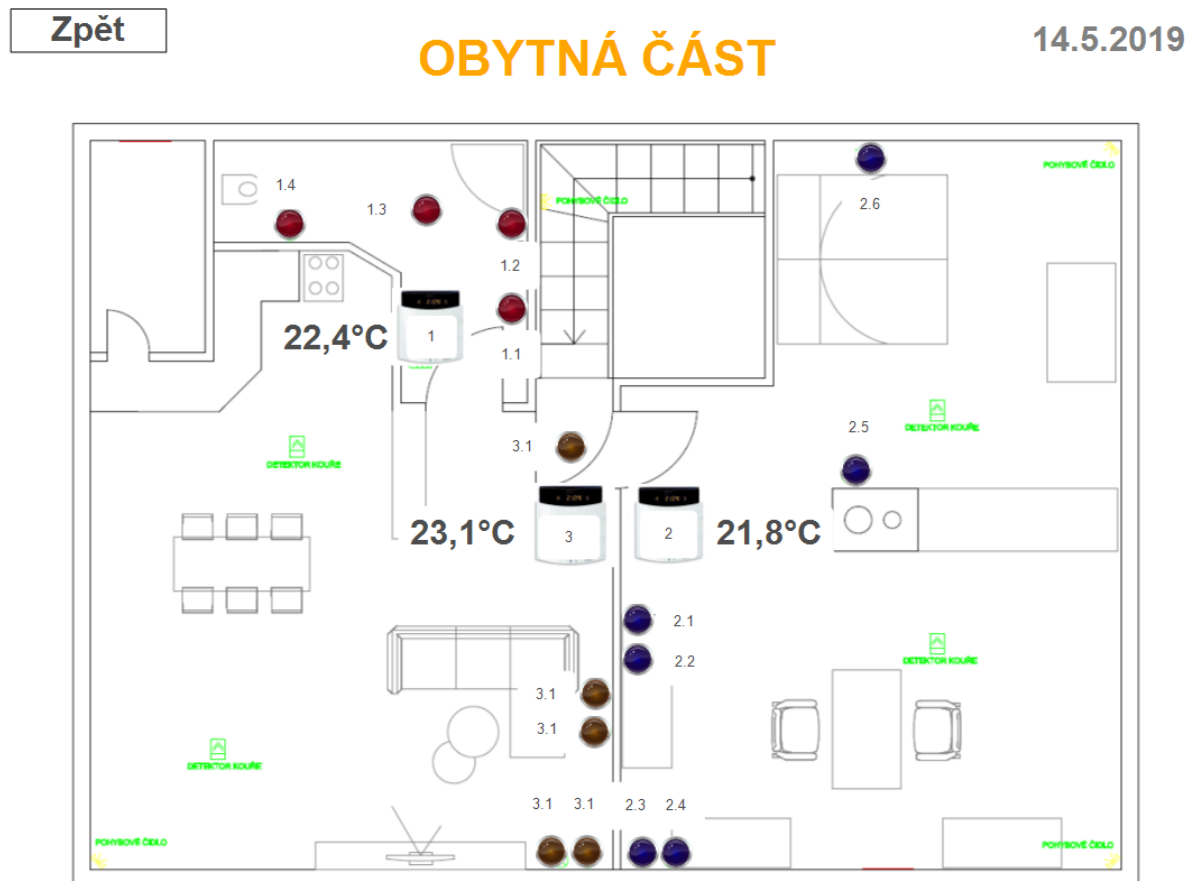 Zpět
OBYTNÁ ČÁST
14.5.2019
POHYBOVÉ ČIDLO
1.4
1.3
POHYBOVÉ ČIDLO
2.6
1.2
22,4°C
1
1.1
DETEKTOR KOUŘE
2.5
3.1
DETEKTOR KOUŘE
23,1°C
3
2
21,8°C
2.1
2.2
DETEKTOR KOUŘE
3.1
3.1
DETEKTOR KOUŘE
3.1
3.1
2.3
2.4
POHYBOVÉ ČIDLO
POHYBOVÉ ČIDLO